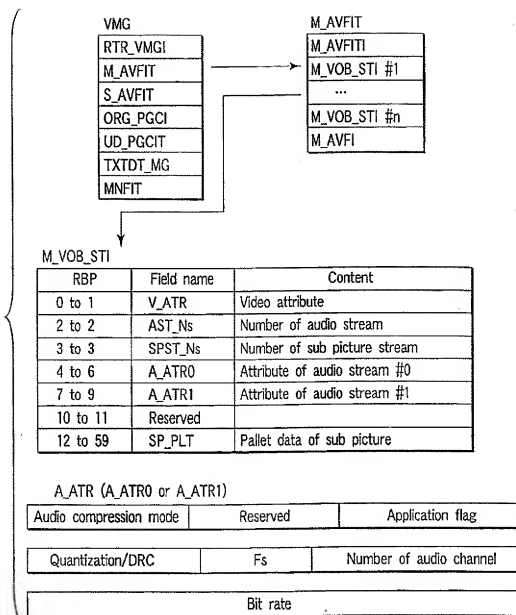 VMG
RTR_VMGI
M_AVFIT
S_AVFIT
ORG_PGCI
UD_PGCIT
TXTDT_MG
MNFIT
M_AVFIT
M_AVFITI
M_VOB_STI #1
...
M_VOB_STI #n
M_AVFI
M_VOB_STI
RBP Field name Content
0 to 1 V_ATR Video attribute
2 to 2 AST_Ns Number of audio stream
3 to 3 SPST_Ns Number of sub picture stream
4 to 6 A_ATR0 Attribute of audio stream #0
7 to 9 A_ATR1 Attribute of audio stream #1
10 to 11 Reserved
12 to 59 SP_PLT Pallet data of sub picture
A_ATR (A_ATR0 or A_ATR1)
Audio compression mode Reserved Application flag
Quantization/DRC Fs Number of audio channel
Bit rate